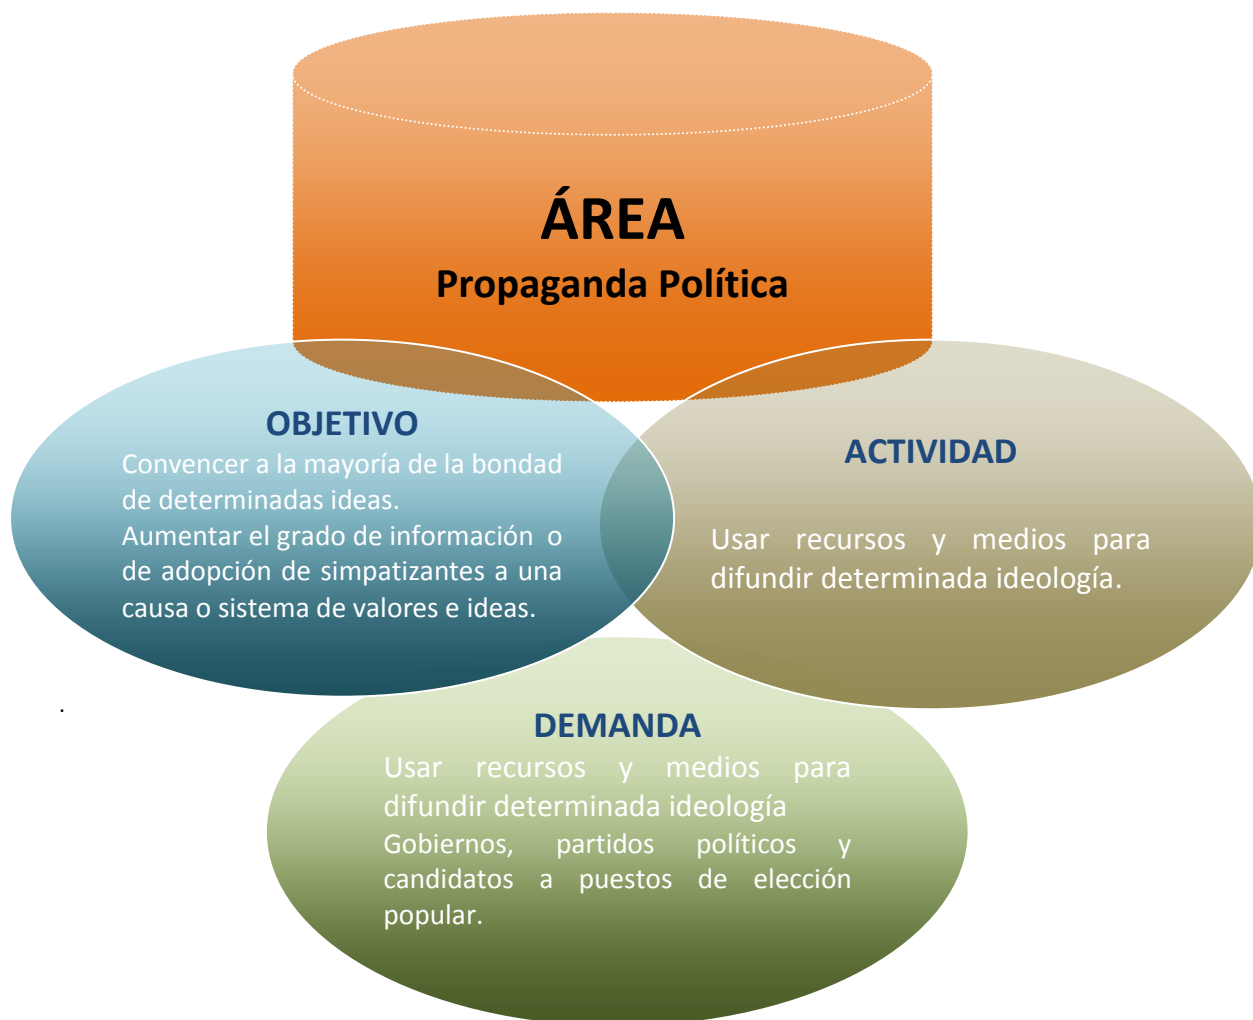 ÁREA
Propaganda Política
OBJETIVO
Convencer a la mayoría de la bondad
de determinadas ideas.
Aumentar el grado de información o
de adopción de simpatizantes a una
causa o sistema de valores e ideas.
ACTIVIDAD
Usar recursos y medios para
difundir determinada ideología.
.
DEMANDA
Usar recursos y medios para
difundir determinada ideología
Gobiernos, partidos políticos y
candidatos a puestos de elección
popular.